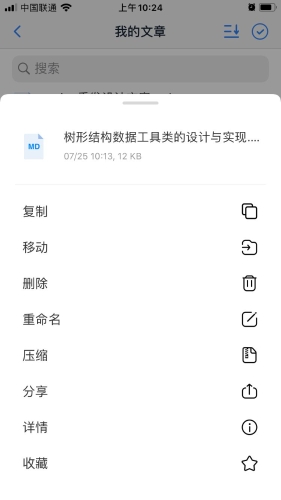 中国联通
上午10:24
我的文章
搜索
树形结构数据工具类的设计与实现....
MD
07/25 10:13, 12 KB
复制
移动
删除
重命名
压缩
分享
详情
收藏